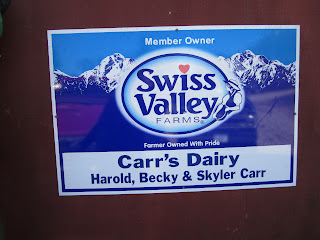 Member Owner
Swiss
Valley
FARMS
Farmer Owned With Pride
Carr's Dairy
Harold, Becky & Skyler Carr